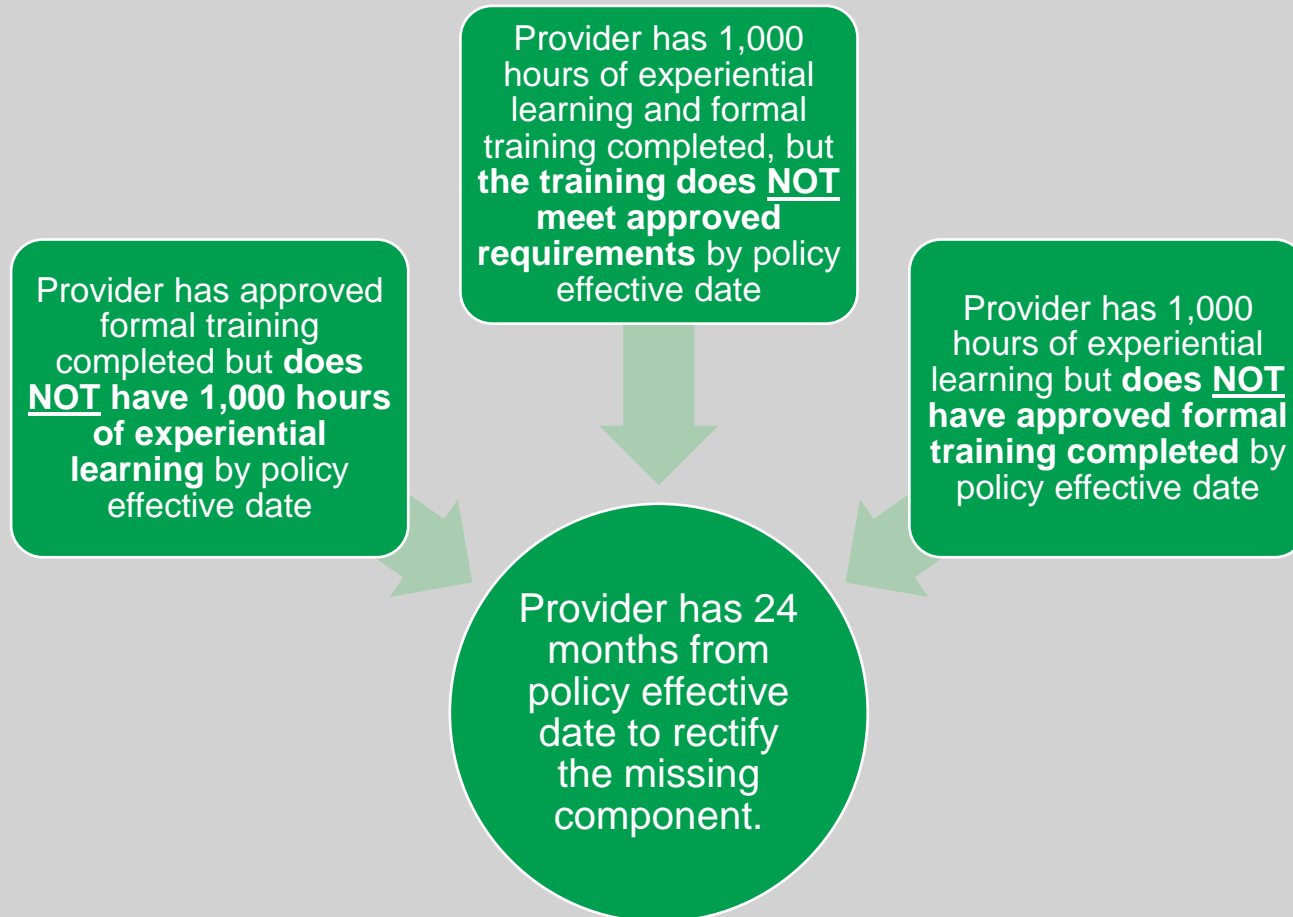 Provider has approved
formal training
completed but does
NOT have 1,000 hours
of experiential
learning by policy
effective date
Provider has 1,000
hours of experiential
learning and formal
training completed, but
the training does NOT
meet approved
requirements by policy
effective date
Provider has 1,000
hours of experiential
learning but does NOT
have approved formal
training completed by
policy effective date
Provider has 24
months from
policy effective
date to rectify
the missing
component.